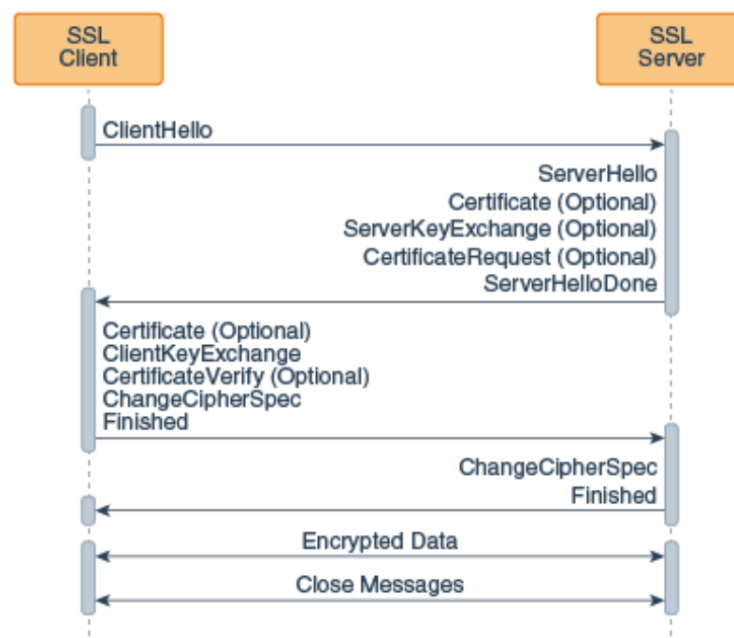 SSL
Client
SSL
Server
ClientHello
ServerHello
Certificate (Optional)
ServerKeyExchange (Optional)
CertificateRequest (Optional)
ServerHelloDone
Certificate (Optional)
ClientKeyExchange
CertificateVerify (Optional)
ChangeCipherSpec
Finished
ChangeCipherSpec
Finished
Encrypted Data
Close Messages